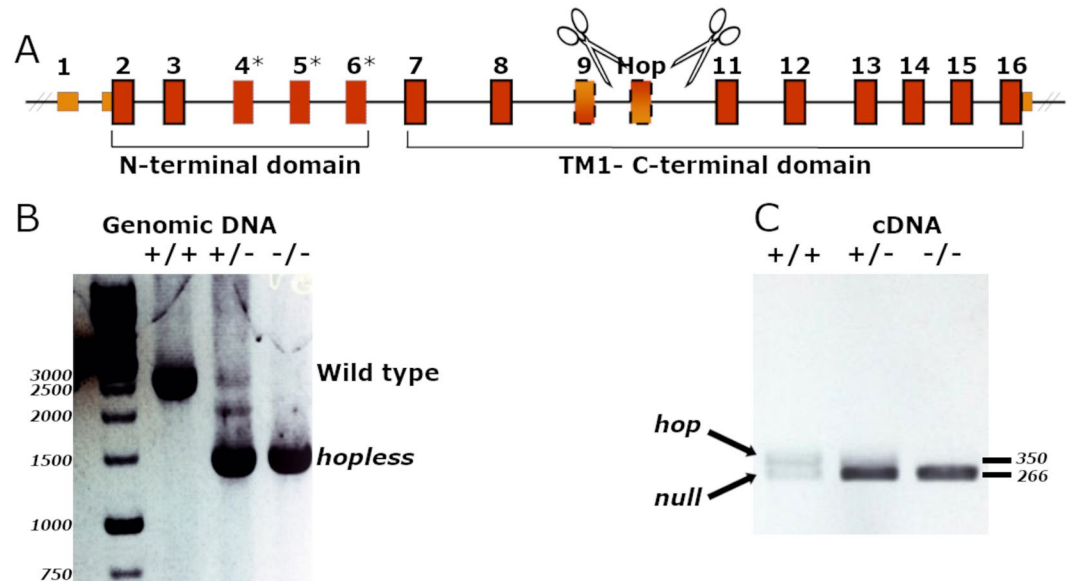 A
1 2 3 4* 5* 6* 7 8 9 Hop 11 12 13 14 15 16
N-terminal domain TM1- C-terminal domain
B
Genomic DNA
+/+ +/- -/-
3000
2500
2000
1500
1000
750
Wild type
hopless
C
cDNA
+/+ +/- -/-
hop
null
350
266